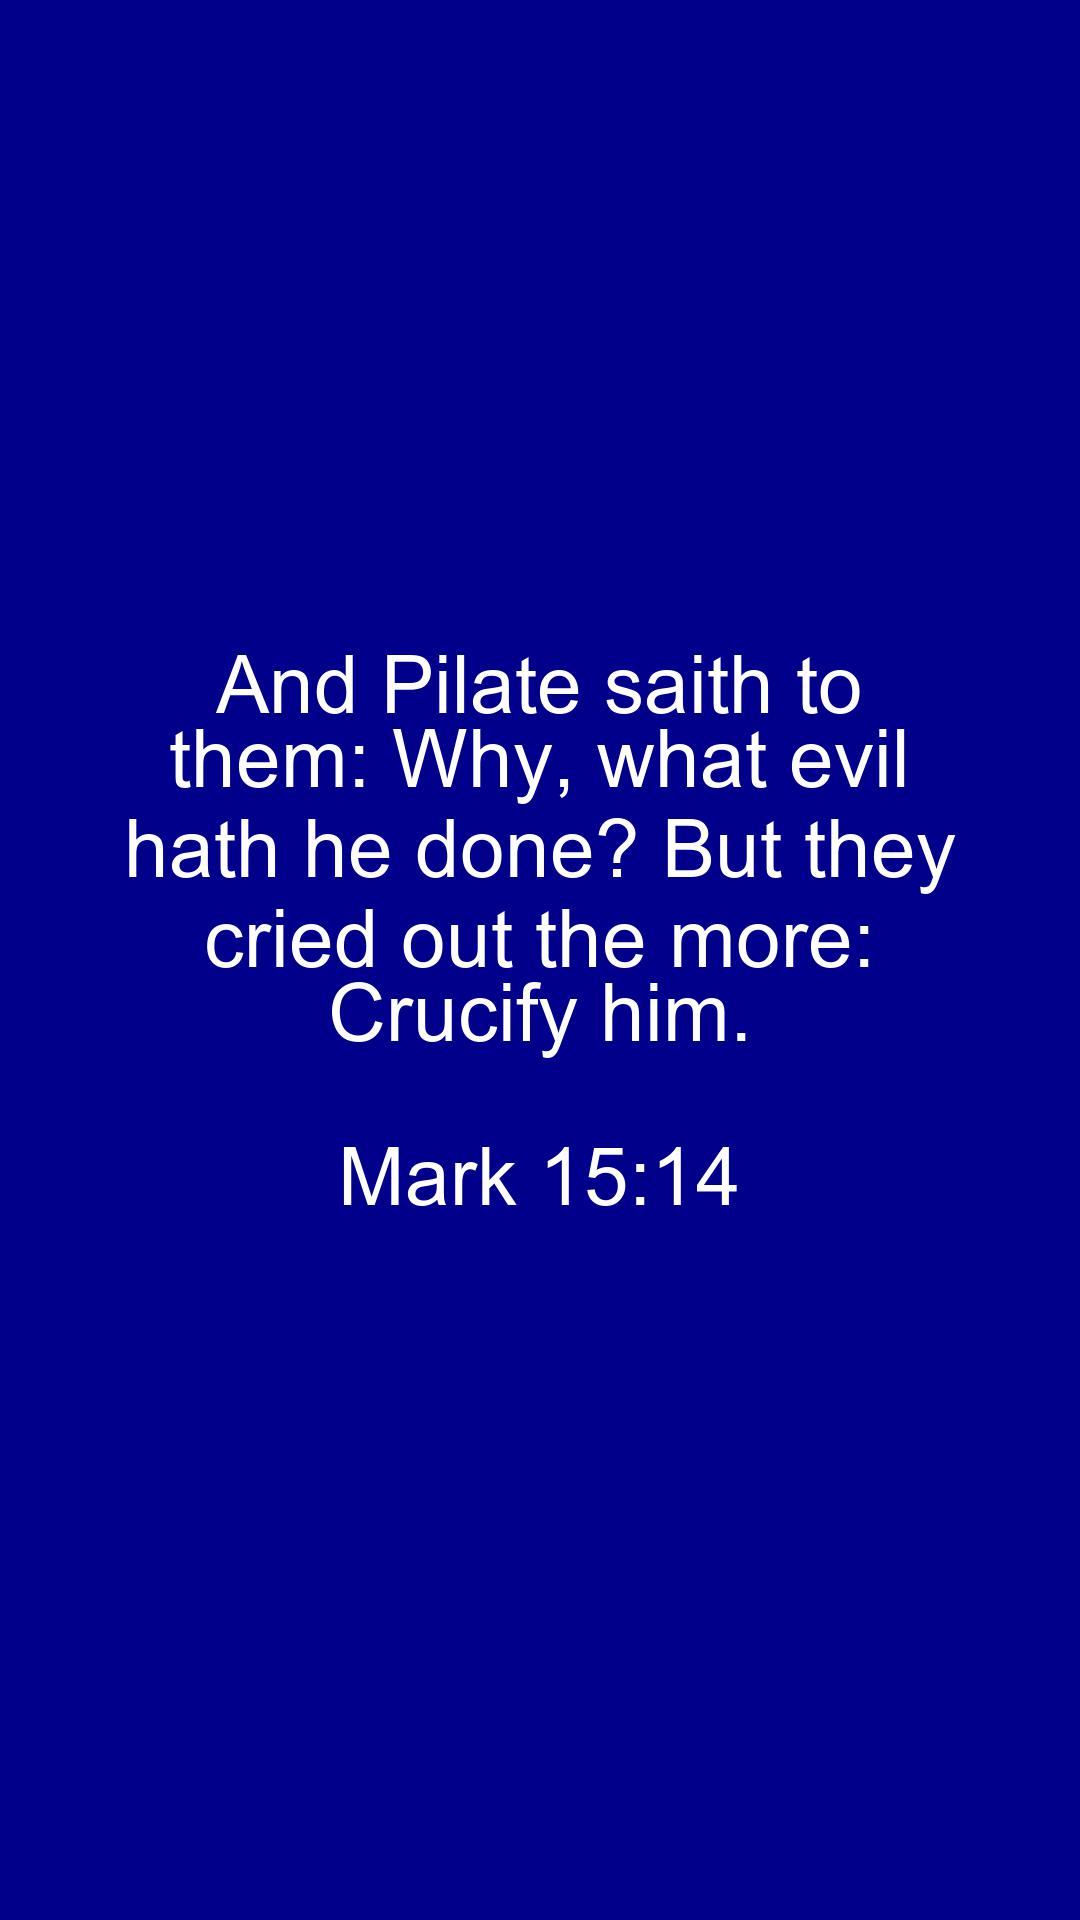 And Pilate saith to
them: Why, what evil
hath he done? But they
cried out the more:
Crucify him.
Mark 15:14